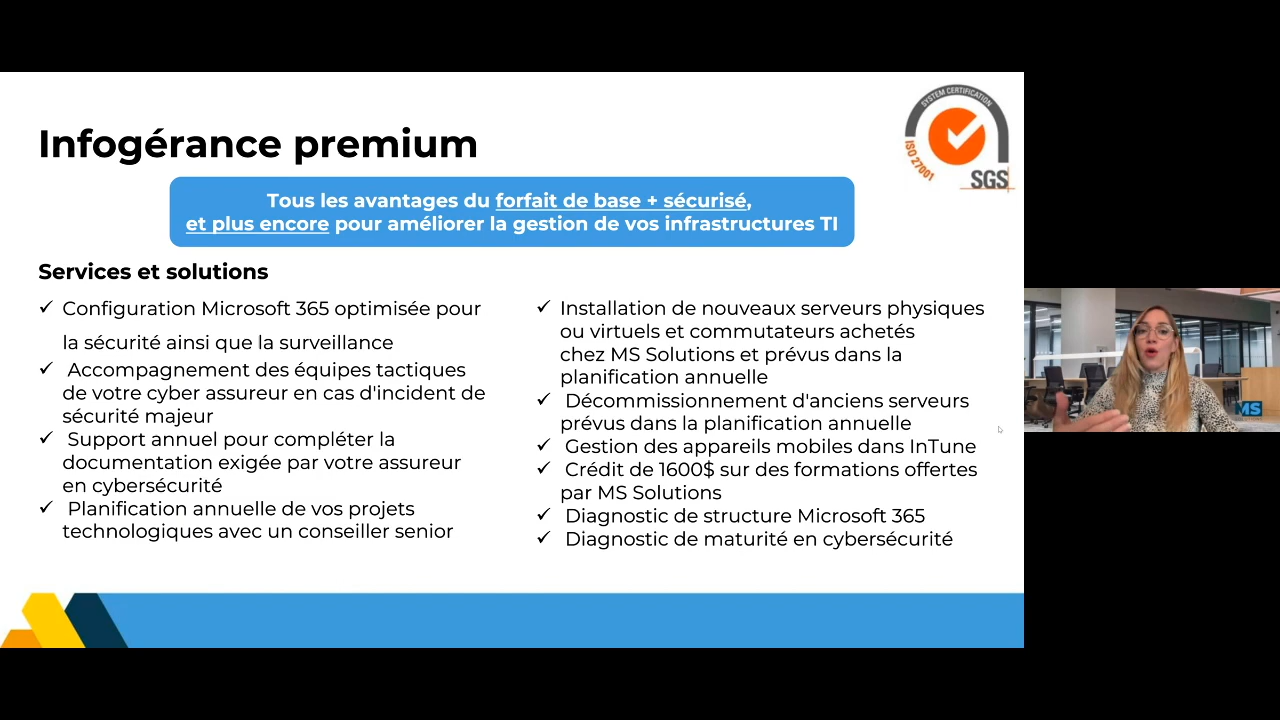 Infogérance premium
SYSTEM CERTIFICATION
ISO 27001
SGS
Tous les avantages du forfait de base + sécurisé,
et plus encore pour améliorer la gestion de vos infrastructures TI
Services et solutions
✓ Configuration Microsoft 365 optimisée pour
la sécurité ainsi que la surveillance
✓ Accompagnement des équipes tactiques
de votre cyber assureur en cas d'incident de
sécurité majeur
✓ Support annuel pour compléter la
documentation exigée par votre assureur
en cybersécurité
✓ Planification annuelle de vos projets
technologiques avec un conseiller senior
✓ Installation de nouveaux serveurs physiques
ou virtuels et commutateurs achetés
chez MS Solutions et prévus dans la
planification annuelle
✓ Décommissionnement d'anciens serveurs
prévus dans la planification annuelle
✓ Gestion des appareils mobiles dans InTune
✓ Crédit de 1600$ sur des formations offertes
par MS Solutions
✓ Diagnostic de structure Microsoft 365
✓ Diagnostic de maturité en cybersécurité
MS